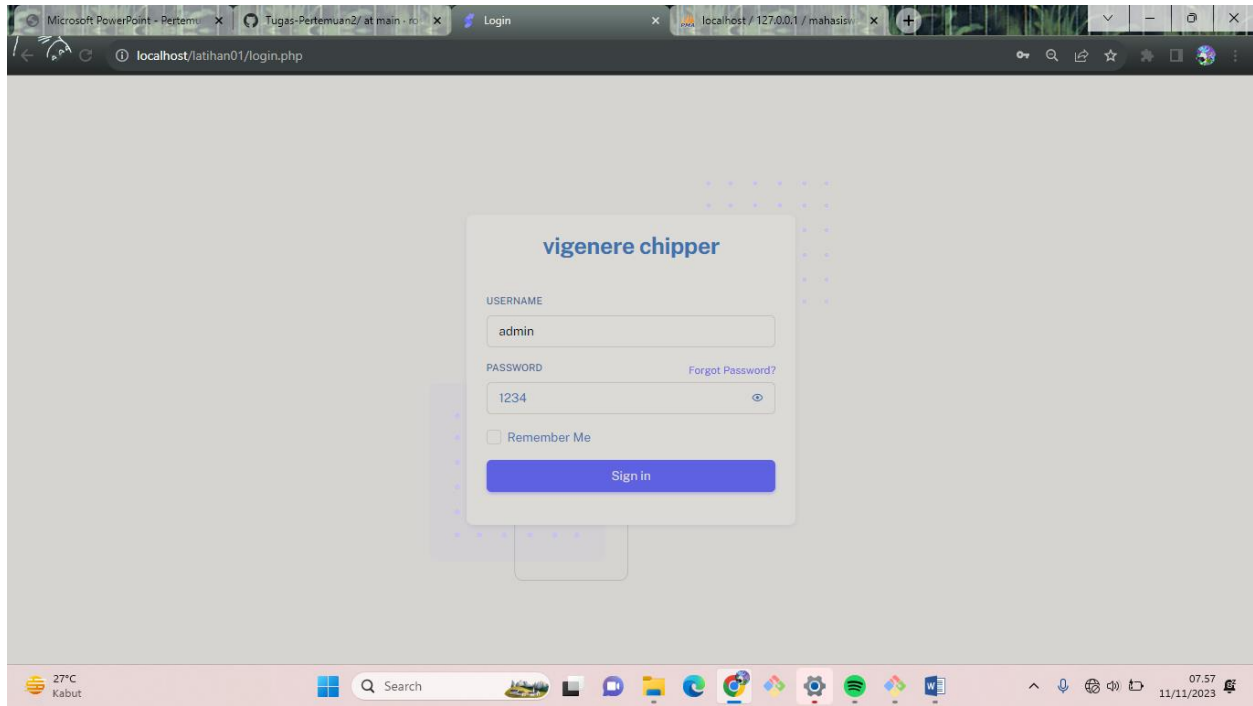 Microsoft PowerPoint - Pertemu
Tugas-Pertemuan2/ at main · ro
Login
localhost / 127.0.0.1 / mahasisw
localhost/latihan01/login.php
vigenere chipper
USERNAME
admin
PASSWORD
Forgot Password?
1234
Remember Me
Sign in
27°C
Kabut
Search
07.57
11/11/2023